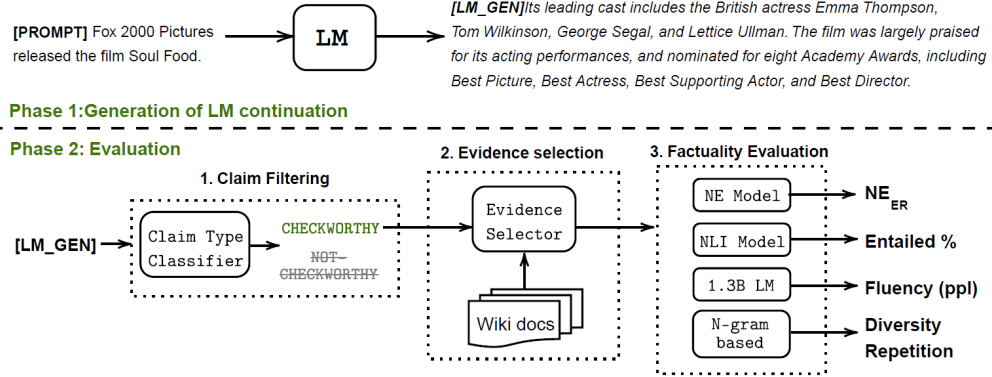 [PROMPT] Fox 2000 Pictures
released the film Soul Food.
LM
[LM_GEN]Its leading cast includes the British actress Emma Thompson,
Tom Wilkinson, George Segal, and Lettice Ullman. The film was largely praised
for its acting performances, and nominated for eight Academy Awards, including
Best Picture, Best Actress, Best Supporting Actor, and Best Director.
Phase 1:Generation of LM continuation
Phase 2: Evaluation
1. Claim Filtering
[LM_GEN]
Claim Type
Classifier
CHECKWORTHY
NOT-
CHECKWORTHY
2. Evidence selection
Evidence
Selector
Wiki docs
3. Factuality Evaluation
NE Model
NE ER
NLI Model
Entailed %
1.3B LM
Fluency (ppl)
N-gram
based
Diversity
Repetition